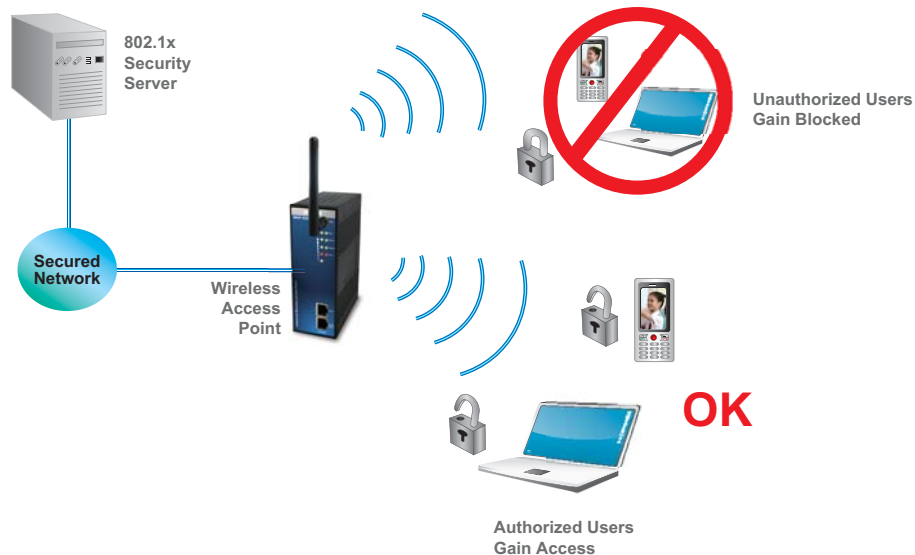 802.1x
Security
Server
Unauthorized Users
Gain Blocked
Secured
Network
Wireless
Access
Point
OK
Authorized Users
Gain Access